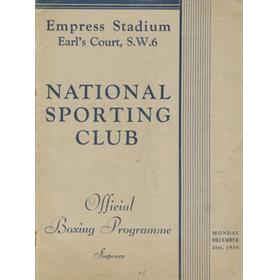 Empress Stadium
Earl's Court, S.W.6
NATIONAL
SPORTING
CLUB
Official
Boxing Programme
Sixpence
MONDAY
DECEMBER
21st, 1936